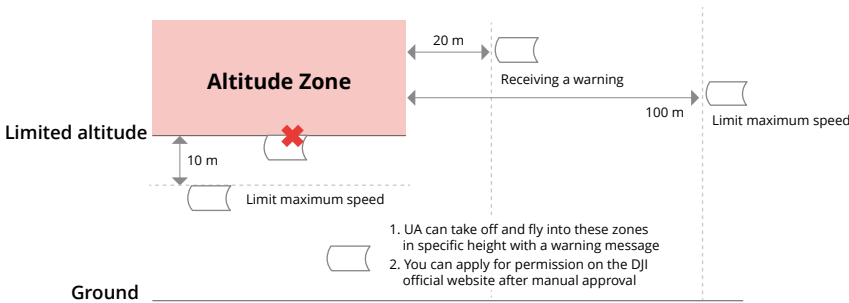 20 m
Altitude Zone
Receiving a warning
100 m
Limit maximum speed
Limited altitude
10 m
Limit maximum speed
1. UA can take off and fly into these zones
in specific height with a warning message
2. You can apply for permission on the DJI
official website after manual approval
Ground